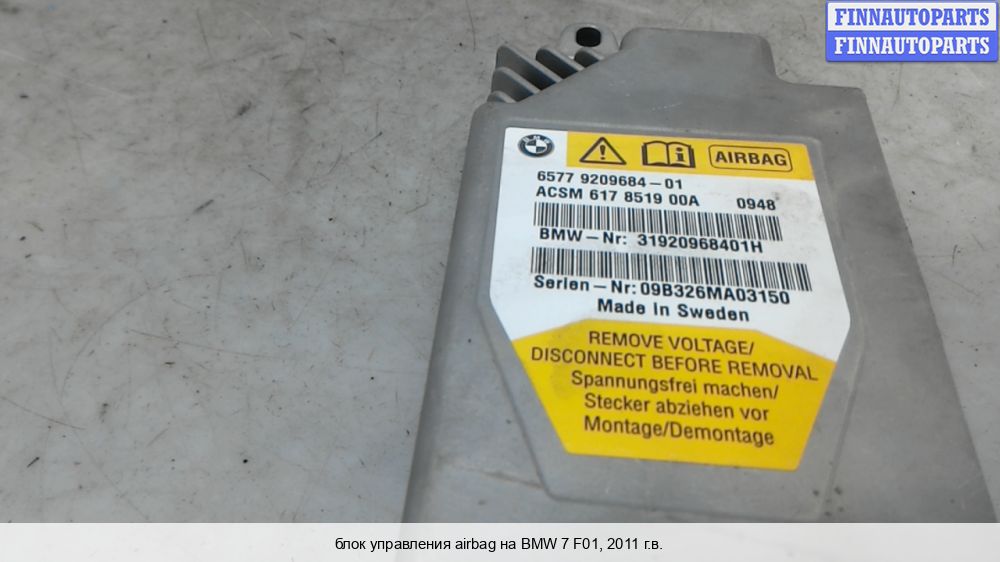 FINNAUTOPARTS
FINNAUTOPARTS
BMW
AIRBAG
6577 9209684-01
ACSM 617 8519 00A 0948
BMW-Nr: 31920968401H
Serien-Nr: 09B326MA03150
Made in Sweden
REMOVE VOLTAGE/
DISCONNECT BEFORE REMOVAL
Spannungsfrei machen/
Stecker abziehen vor
Montage/Demontage
блок управления airbag на BMW 7 F01, 2011 г.в.